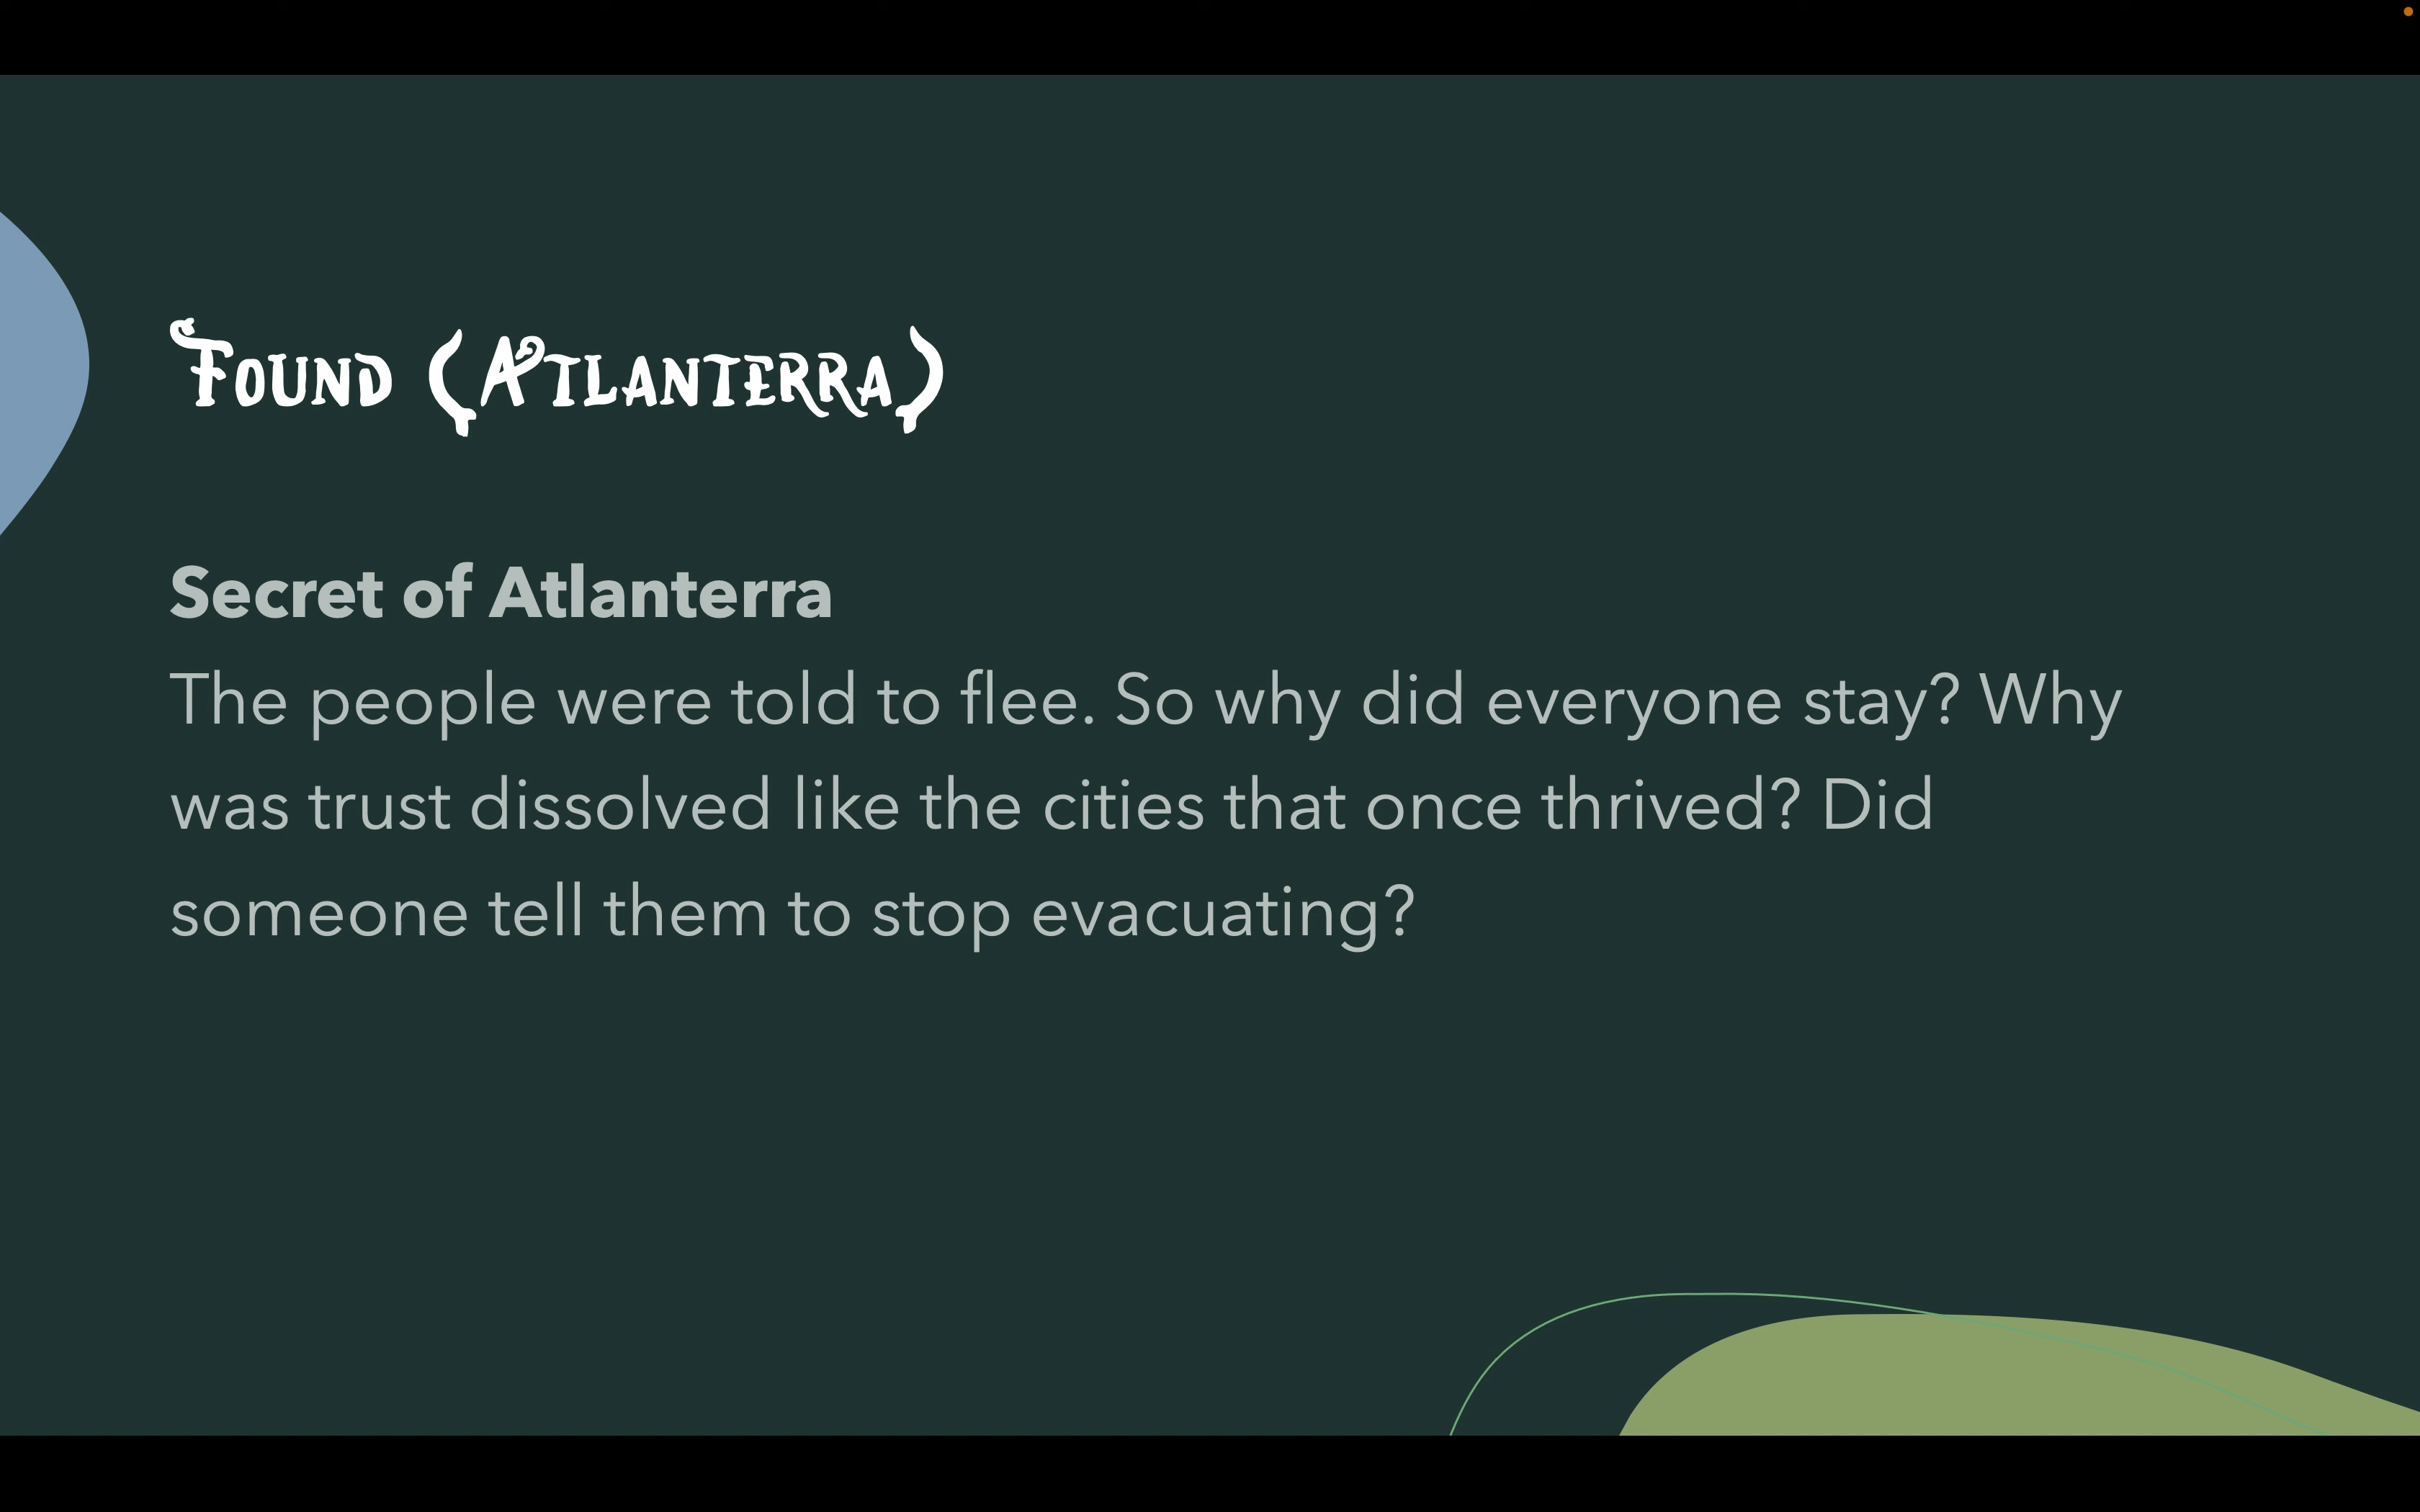 Found (Atlanterra)
Secret of Atlanterra
The people were told to flee. So why did everyone stay? Why
was trust dissolved like the cities that once thrived? Did
someone tell them to stop evacuating?